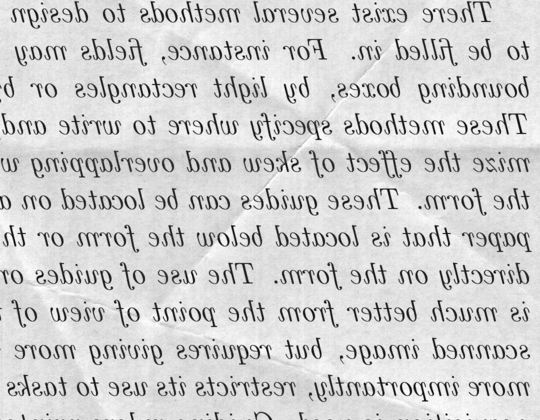 There exist several methods to design
to be filled in. For instance, fields may
bounding boxes, by light rectangles or
These methods specify where to write and
mize the effect of skew and overlapping
the form. These guides can be located on
paper that is located below the form or
directly on the form. The use of guides
is much better from the point of view of
scanned image, but requires giving more
more importantly, restricts its use to tasks